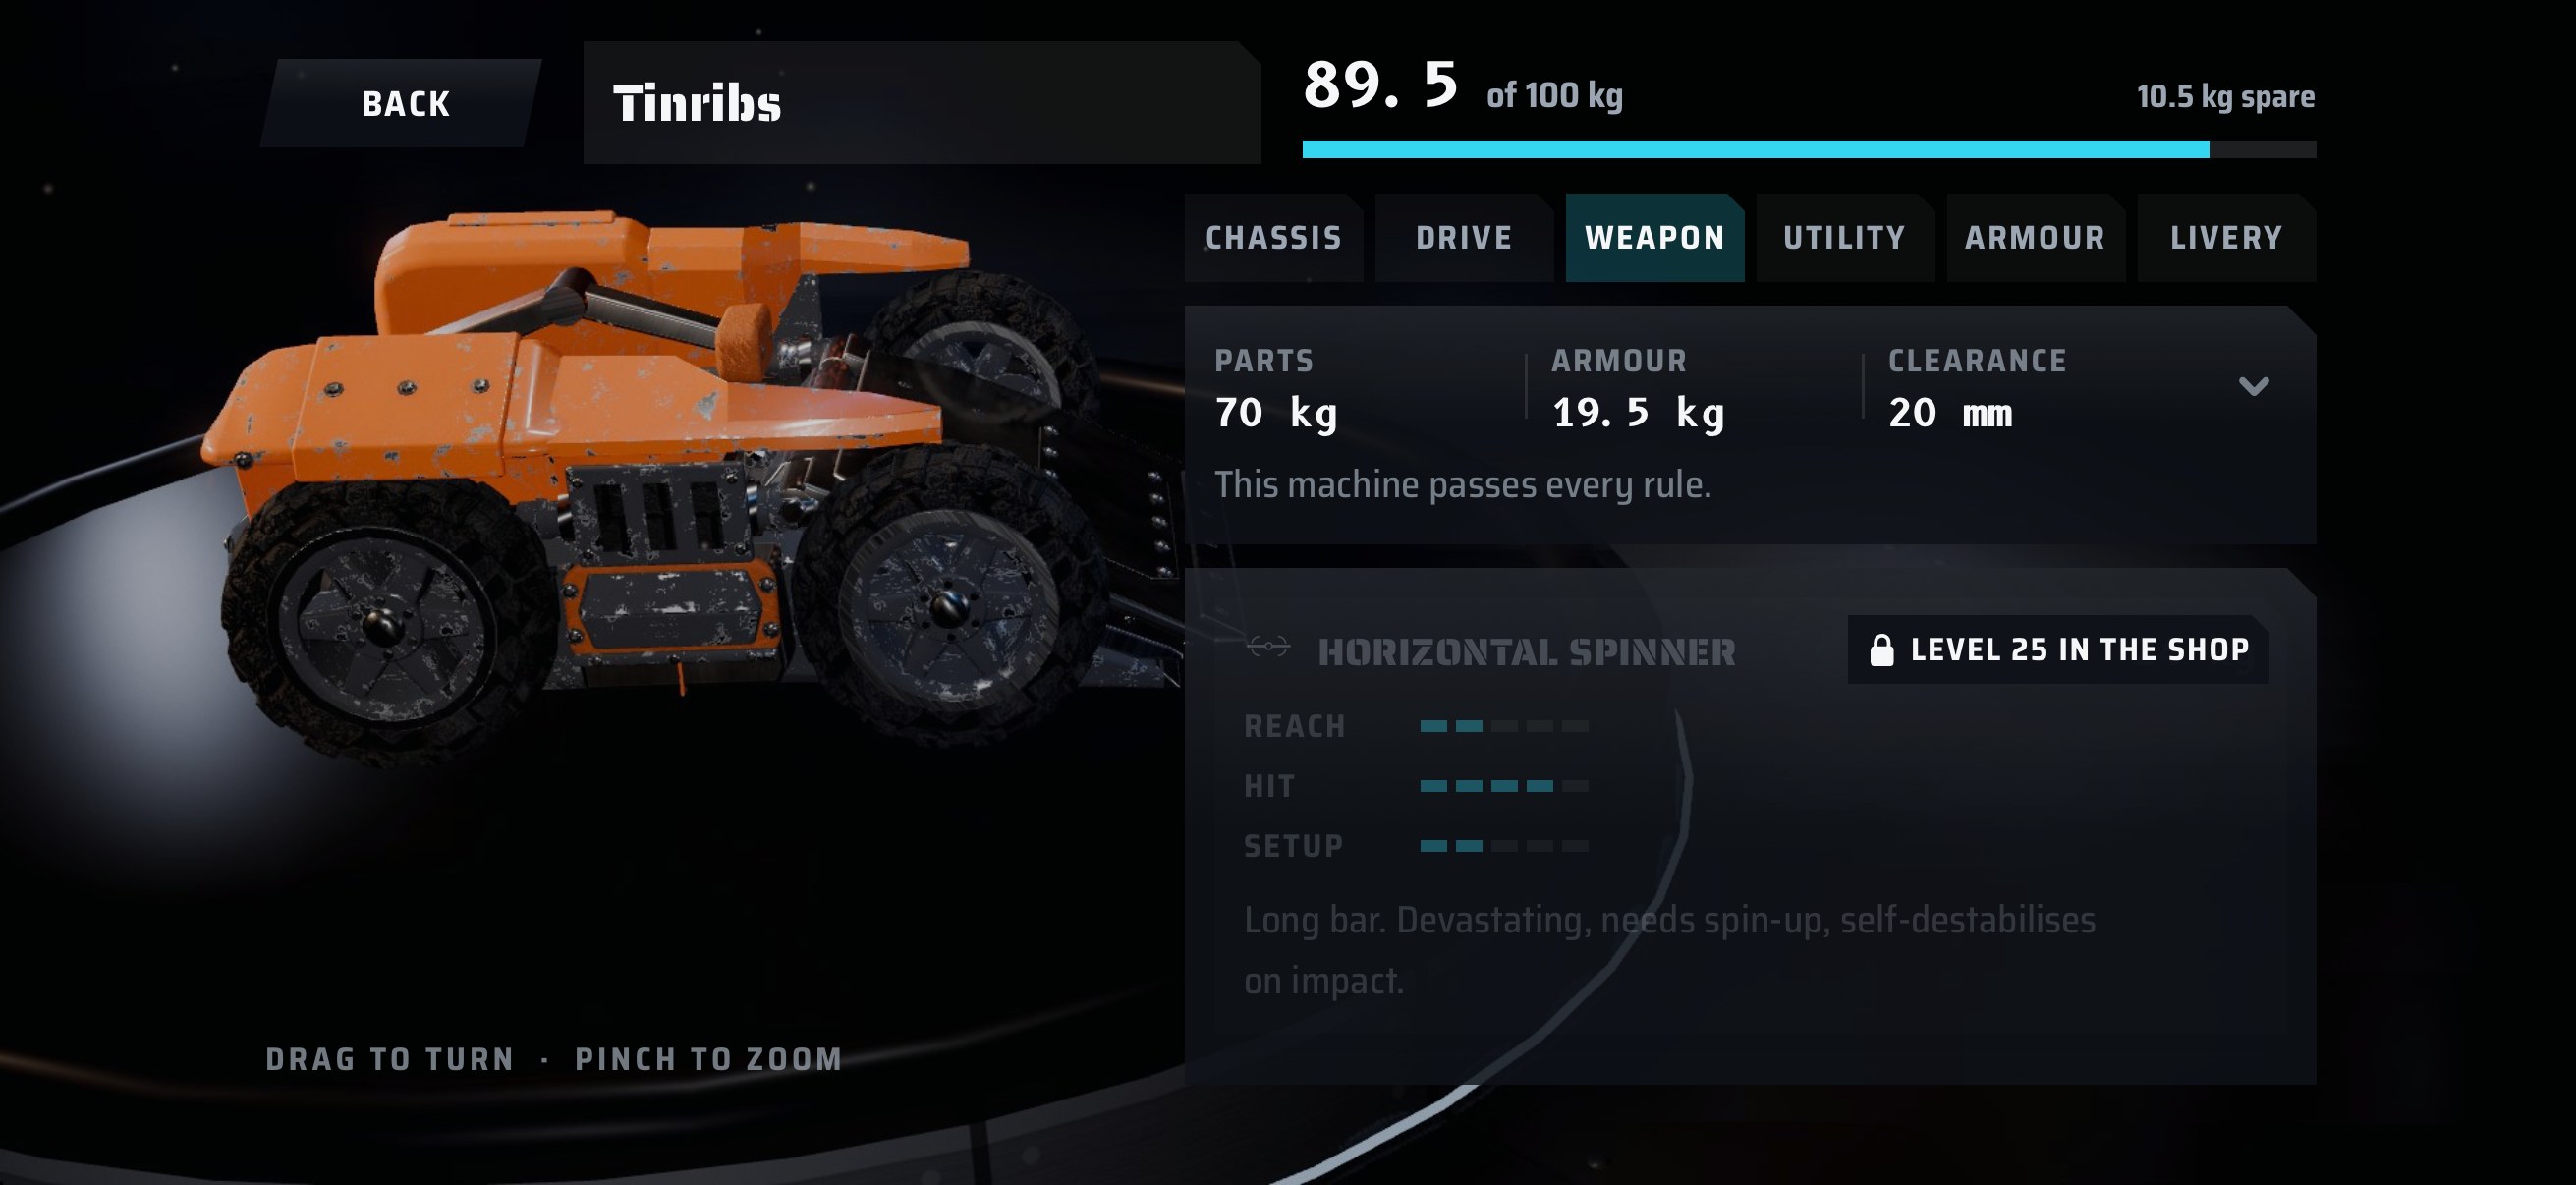 BACK
Tinribs
89.5 of 100 kg
10.5 kg spare
CHASSIS
DRIVE
WEAPON
UTILITY
ARMOUR
LIVERY
PARTS
70 kg
ARMOUR
19.5 kg
CLEARANCE
20 mm
This machine passes every rule.
HORIZONTAL SPINNER
LEVEL 25 IN THE SHOP
REACH
HIT
SETUP
Long bar. Devastating, needs spin-up, self-destabilises
on impact.
DRAG TO TURN · PINCH TO ZOOM